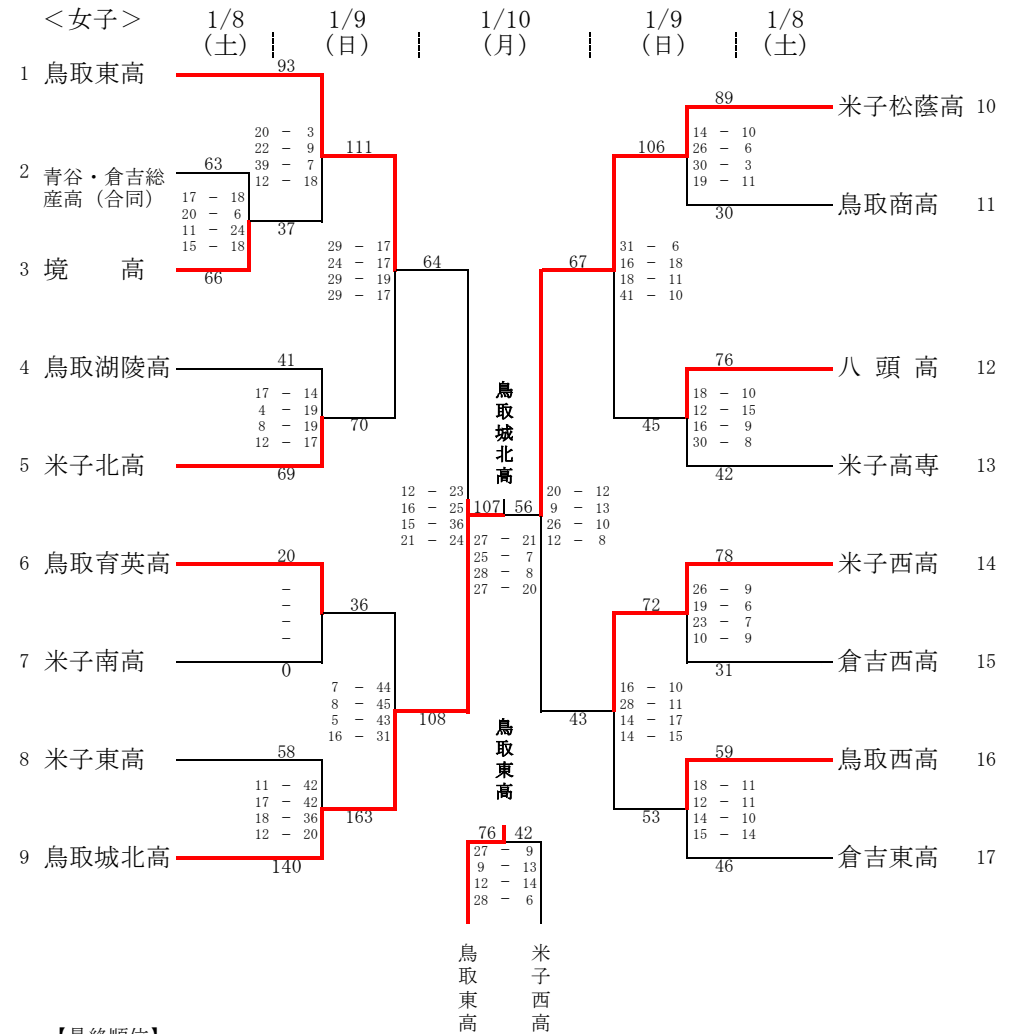 ＜女子＞
1/8
(土)
1/9
(日)
1/10
(月)
1/9
(日)
1/8
(土)
1 鳥取東高
93
20 － 3
22 － 9
39 － 7
12 － 18
2 青谷・倉吉総
産高（合同）
63
17 － 18
20 － 6
11 － 24
15 － 18
37
3 境　　高
66
111
29 － 17
24 － 17
29 － 19
29 － 17
64
4 鳥取湖陵高
41
17 － 14
4 － 19
8 － 19
12 － 17
70
5 米子北高
69
12 － 23
16 － 25
15 － 36
21 － 24
6 鳥取育英高
20
－
－
－
－
36
7 米子南高
0
7 － 44
8 － 45
5 － 43
16 － 31
108
8 米子東高
58
11 － 42
17 － 42
18 － 36
12 － 20
163
9 鳥取城北高
140
鳥取城北高
107 56
27 － 21
25 － 7
28 － 8
27 － 20
鳥取東高
76 42
27 － 9
9 － 13
12 － 14
28 － 6
鳥取東高
米子西高
89
米子松蔭高 10
14 － 10
26 － 6
30 － 3
19 － 11
106
30
鳥取商高 11
67
31 － 6
16 － 18
18 － 11
41 － 10
76
八 頭 高 12
18 － 10
12 － 15
16 － 9
30 － 8
45
42
米子高専 13
20 － 12
9 － 13
26 － 10
12 － 8
78
米子西高 14
26 － 9
19 － 6
23 － 7
10 － 9
72
31
倉吉西高 15
43
16 － 10
28 － 11
14 － 17
14 － 15
59
鳥取西高 16
18 － 11
12 － 11
14 － 10
15 － 14
53
46
倉吉東高 17
【最終順位】